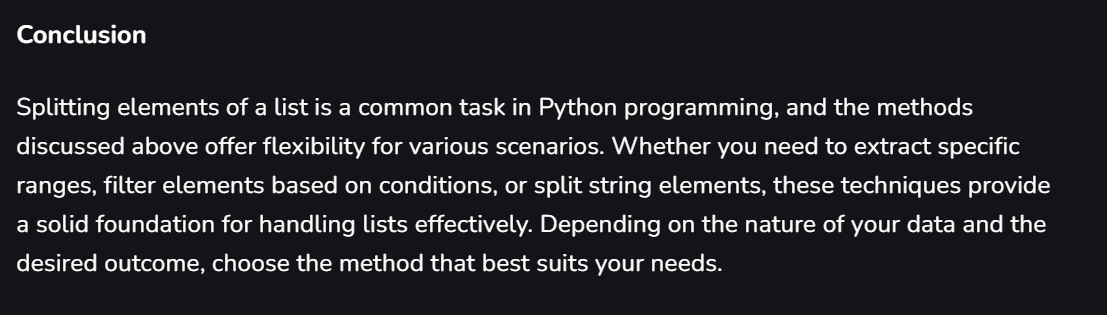 Conclusion
Splitting elements of a list is a common task in Python programming, and the methods
discussed above offer flexibility for various scenarios. Whether you need to extract specific
ranges, filter elements based on conditions, or split string elements, these techniques provide
a solid foundation for handling lists effectively. Depending on the nature of your data and the
desired outcome, choose the method that best suits your needs.